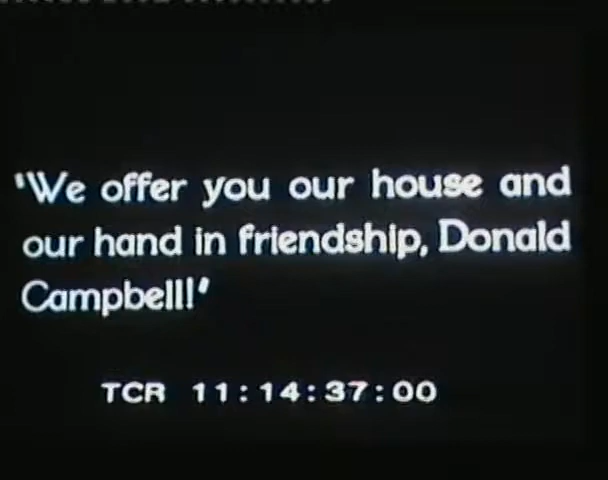 'We offer you our house and
our hand in friendship, Donald
Campbell!'
TCR 11:14:37:00